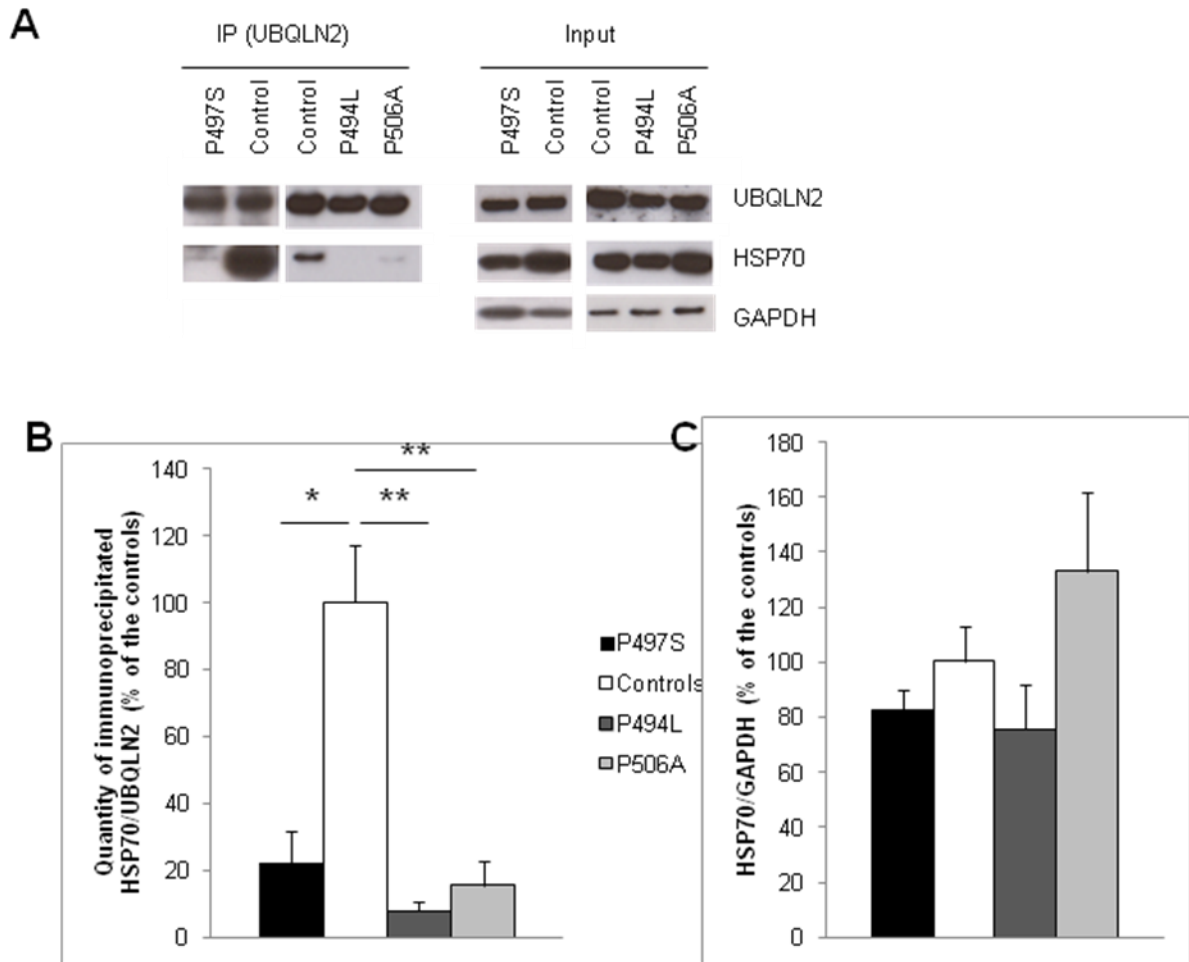 A
IP (UBQLN2)
Input
P497S
Control
Control
P494L
P506A
P497S
Control
Control
P494L
P506A
UBQLN2
HSP70
GAPDH
B
Quantity of immunoprecipitated
HSP70/UBQLN2 (% of the controls)
140
120
100
80
60
40
20
0
*
**
**
P497S
Controls
P494L
P506A
C
HSP70/GAPDH (% of the controls)
180
160
140
120
100
80
60
40
20
0